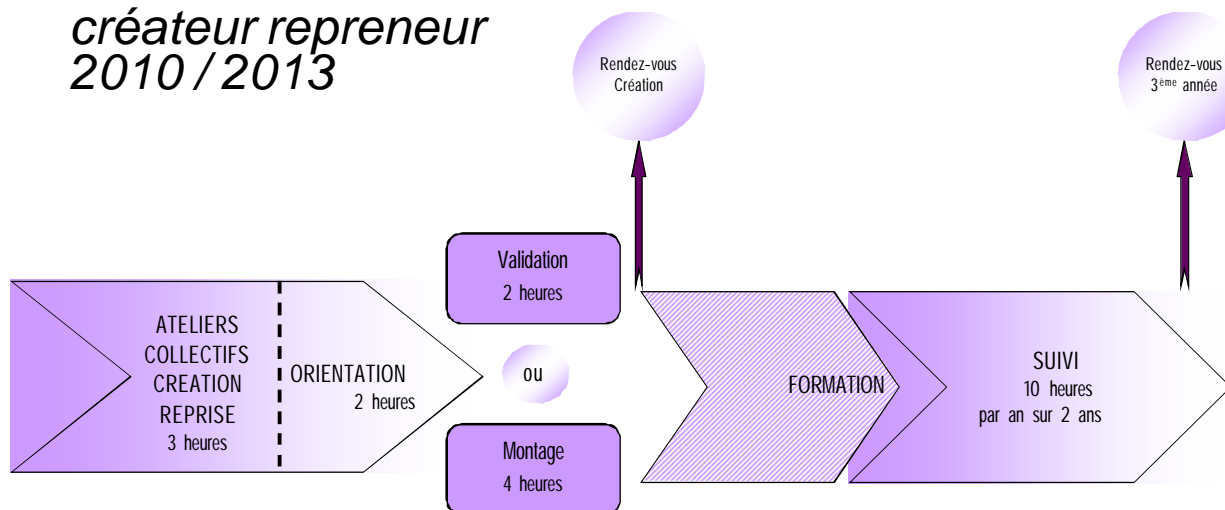 créateur repreneur
2010 / 2013
Rendez-vous
Création
Rendez-vous
3ème année
ATELIERS
COLLECTIFS
CREATION
REPRISE
3 heures
ORIENTATION
2 heures
Validation
2 heures
ou
Montage
4 heures
FORMATION
SUIVI
10 heures
par an sur 2 ans